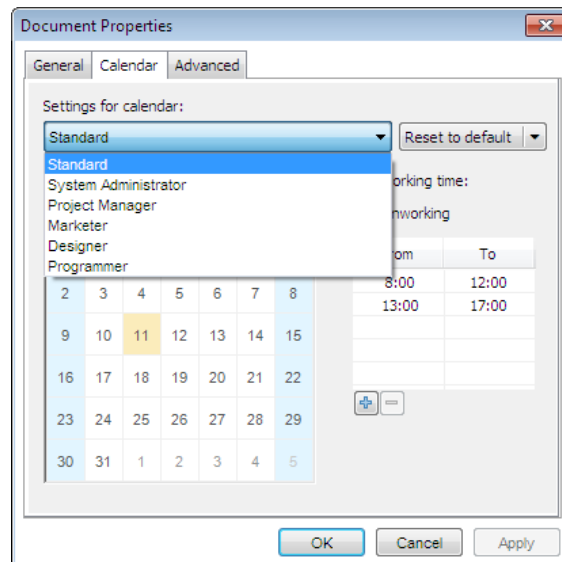 Document Properties
General Calendar Advanced
Settings for calendar:
Standard Reset to default
Standard
System Administrator
Project Manager
Marketer
Designer
Programmer
orking time:
nworking
om To
8:00 12:00
13:00 17:00
2 3 4 5 6 7 8
9 10 11 12 13 14 15
16 17 18 19 20 21 22
23 24 25 26 27 28 29
30 31 1 2 3 4 5
OK Cancel Apply